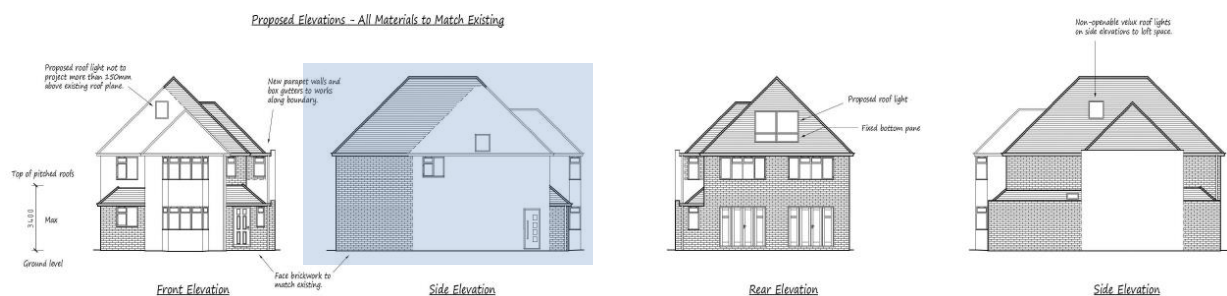 Proposed Elevations - All Materials to Match Existing
Proposed roof light not to
project more than 150mm
above existing roof plane.
New parapet walls and
box gutters to works
along boundary.
Top of pitched roofs
3400
Max
Ground level
Face brickwork to
match existing.
Front Elevation
Side Elevation
Proposed roof light
Fixed bottom pane
Rear Elevation
Non-openable velux roof lights
on side elevations to loft space.
Side Elevation